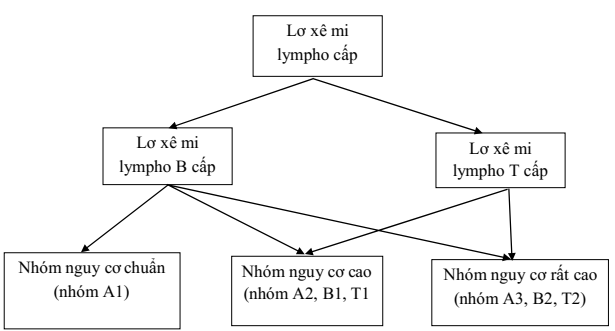 Lơ xê mi
lympho cấp
Lơ xê mi
lympho B cấp
Lơ xê mi
lympho T cấp
Nhóm nguy cơ chuẩn
(nhóm A1)
Nhóm nguy cơ cao
(nhóm A2, B1, T1
Nhóm nguy cơ rất cao
(nhóm A3, B2, T2)